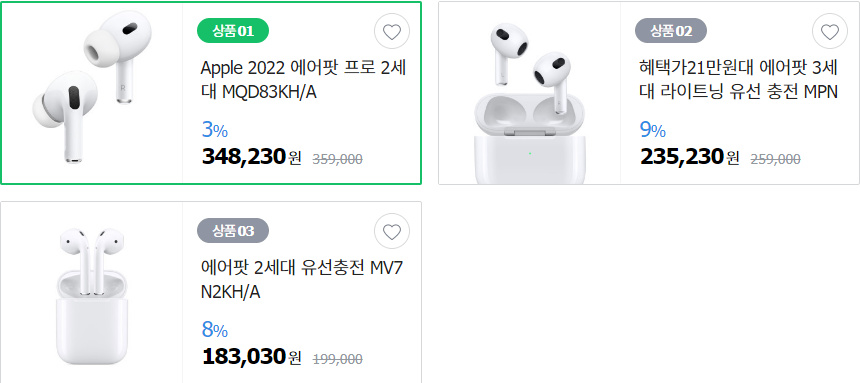 상품 01
Apple 2022 에어팟 프로 2세
대 MQD83KH/A
3%
348,230원 359,000
상품 02
혜택가21만원대 에어팟 3세
대 라이트닝 유선 충전 MPN
9%
235,230원 259,000
상품 03
에어팟 2세대 유선충전 MV7
N2KH/A
8%
183,030원 199,000